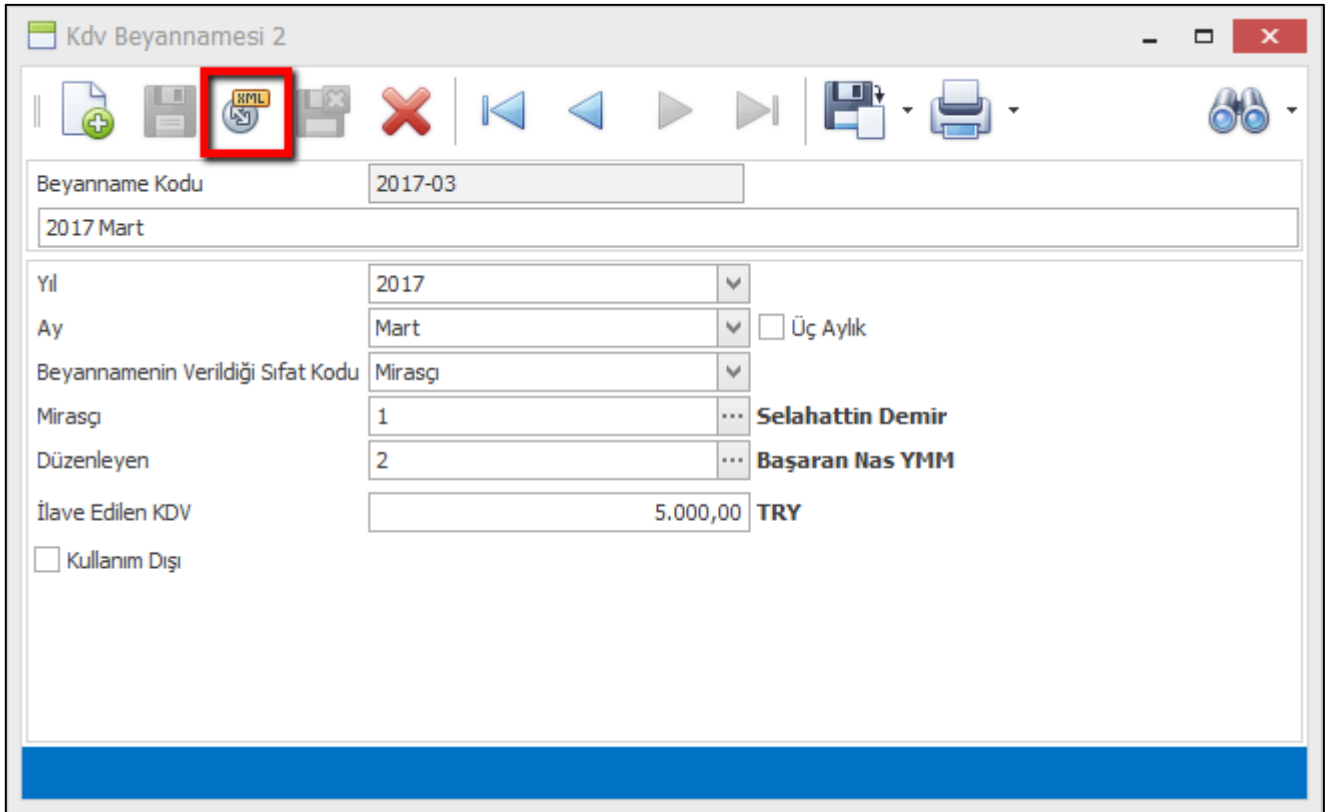 Kdv Beyannamesi 2
XML
Beyanname Kodu 2017-03
2017 Mart
Yıl 2017
Ay Mart Üç Aylık
Beyannamenin Verildiği Sıfat Kodu Mirasçı
Mirasçı 1 ... Selahattin Demir
Düzenleyen 2 ... Başaran Nas YMM
İlave Edilen KDV 5.000,00 TRY
Kullanım Dışı